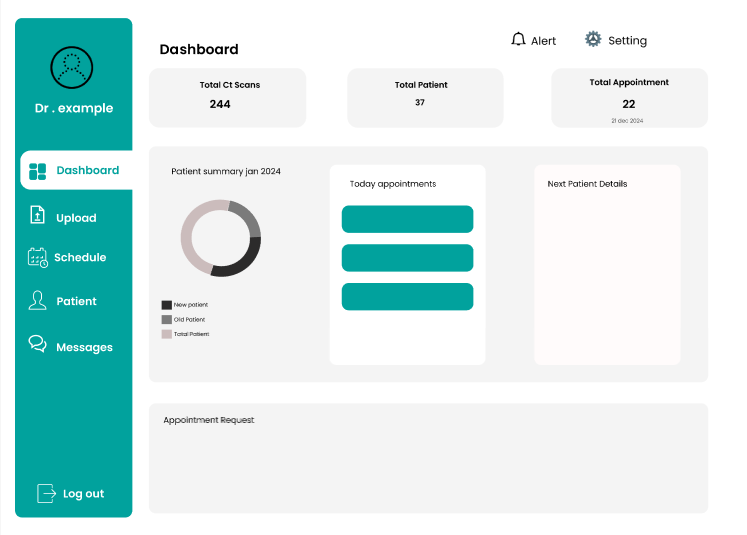 Dr . example
Dashboard
Upload
Schedule
Patient
Messages
Log out
Dashboard
Alert
Setting
Total Ct Scans
244
Total Patient
37
Total Appointment
22
21 dec 2024
Patient summary jan 2024
New patient
Old Patient
Total Patient
Today appointments
Next Patient Details
Appointment Request